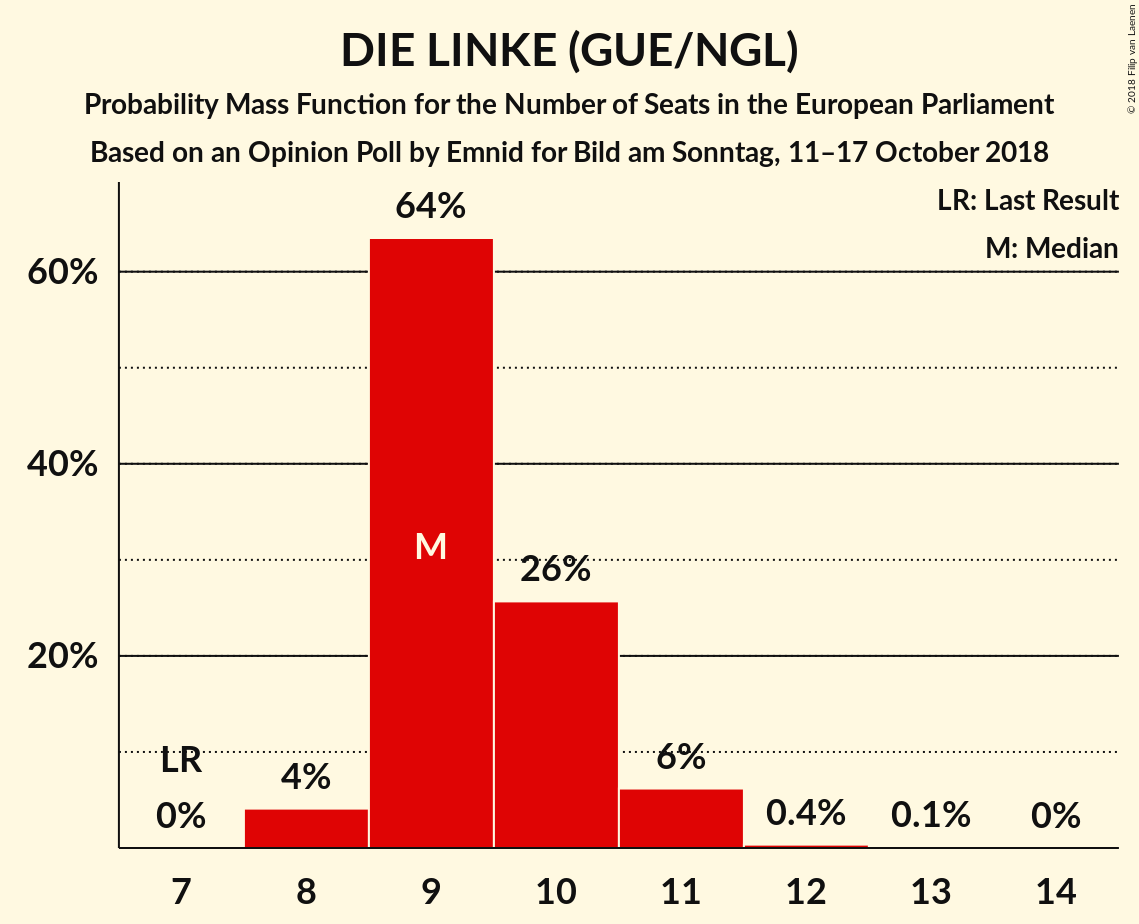 DIE LINKE (GUE/NGL)
Probability Mass Function for the Number of Seats in the European Parliament
Based on an Opinion Poll by Emnid for Bild am Sonntag, 11–17 October 2018
© 2018 Filip van Laenen
LR: Last Result
M: Median
64%
60%
40%
M
26%
20%
LR
6%
4%
0%
0.4%
0.1%
0%
7 8 9 10 11 12 13 14